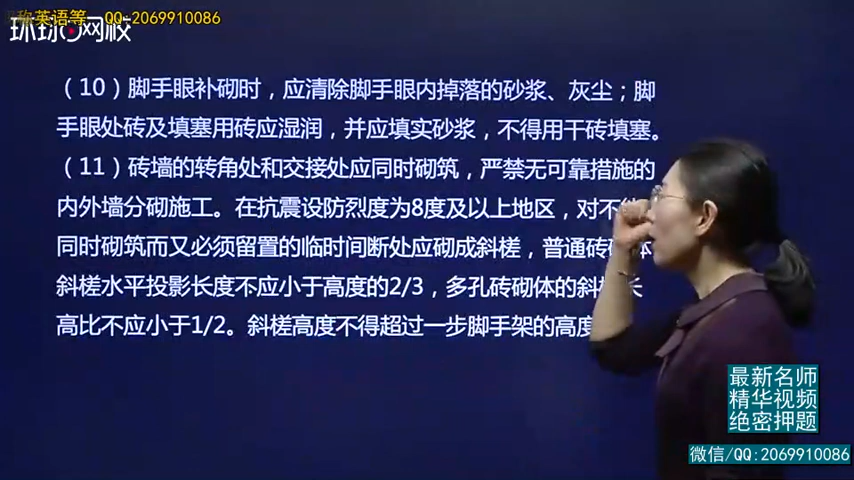 称英语等 QQ-2069910086
环球网校
（10）脚手眼补砌时，应清除脚手眼内掉落的砂浆、灰尘；脚
手眼处砖及填塞用砖应湿润，并应填实砂浆，不得用干砖填塞。
（11）砖墙的转角处和交接处应同时砌筑，严禁无可靠措施的
内外墙分砌施工。在抗震设防烈度为8度及以上地区，对不
同时砌筑而又必须留置的临时间断处应砌成斜槎，普通砖砌体
斜槎水平投影长度不应小于高度的2/3，多孔砖砌体的斜槎长
高比不应小于1/2。斜槎高度不得超过一步脚手架的高度
最新名师
精华视频
绝密押题
微信/QQ:2069910086